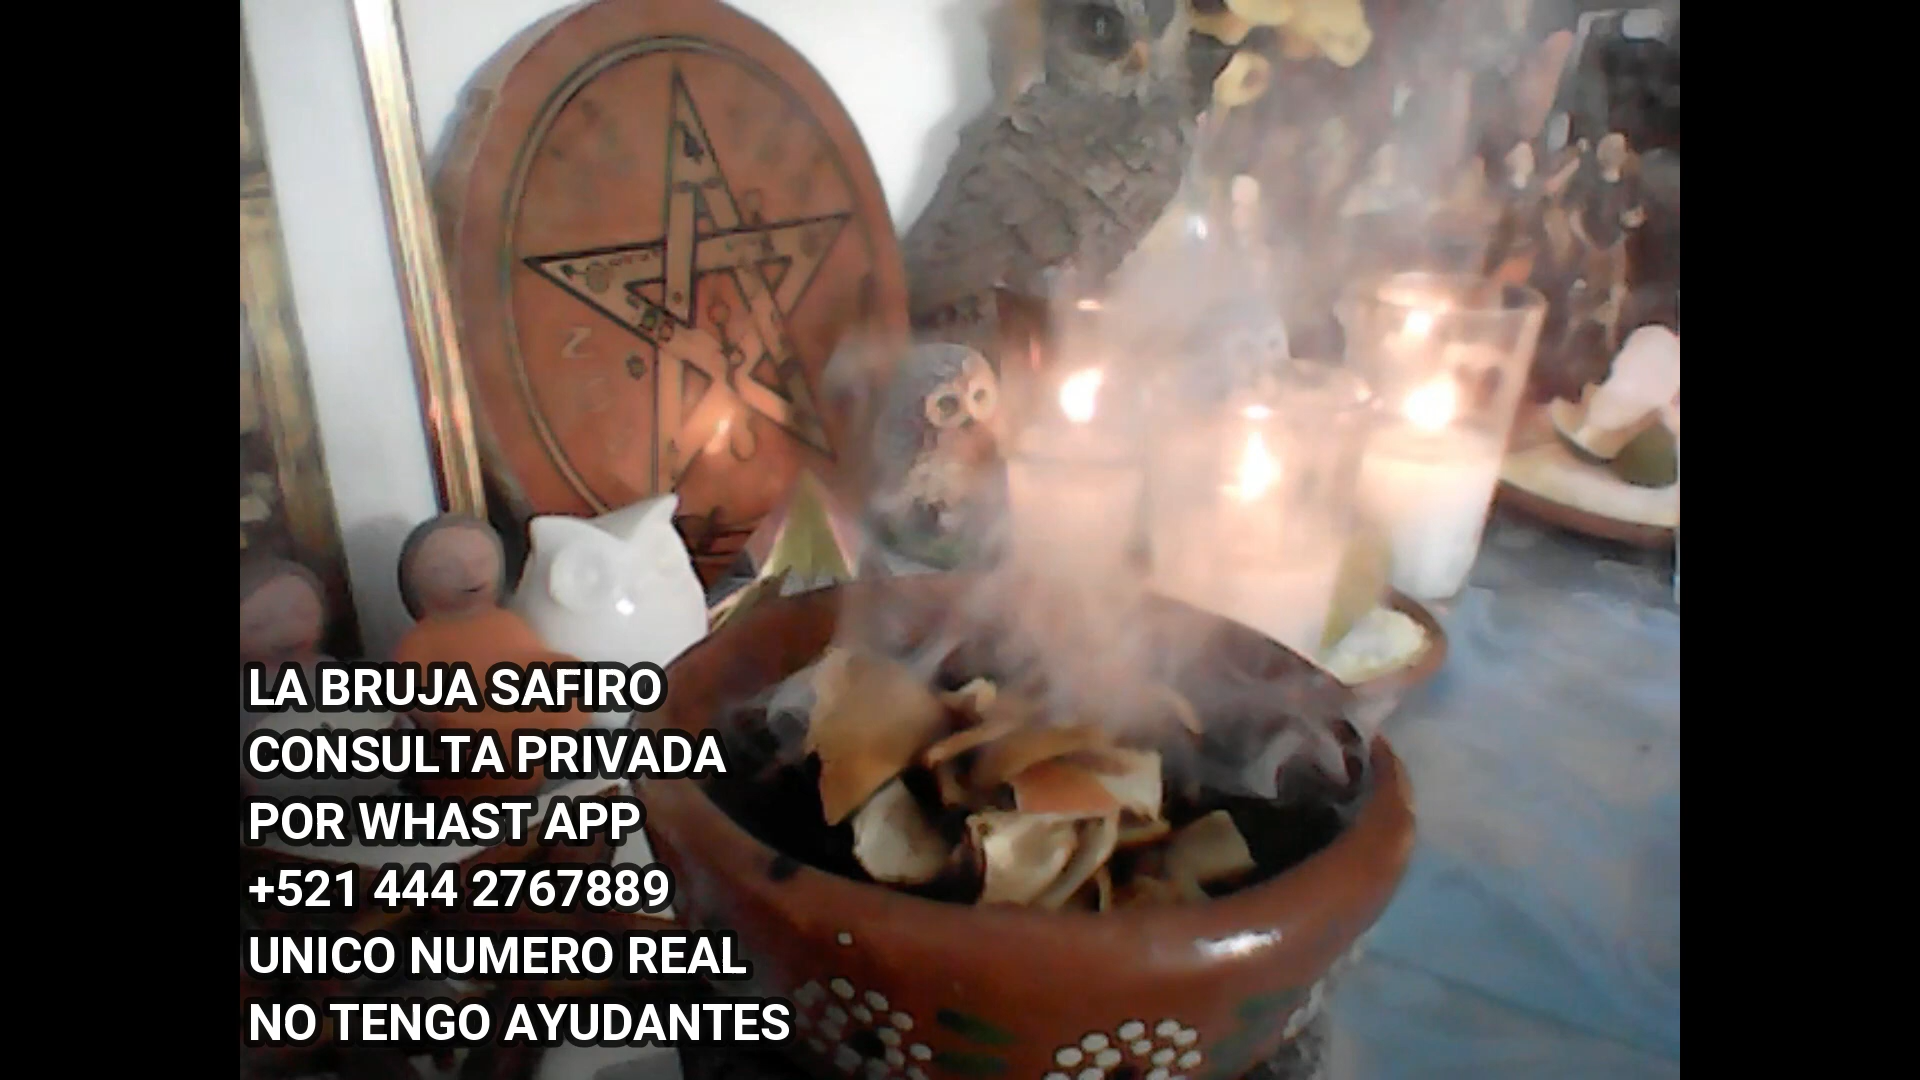 LA BRUJA SAFIRO
CONSULTA PRIVADA
POR WHAST APP
+521 444 2767889
UNICO NUMERO REAL
NO TENGO AYUDANTES